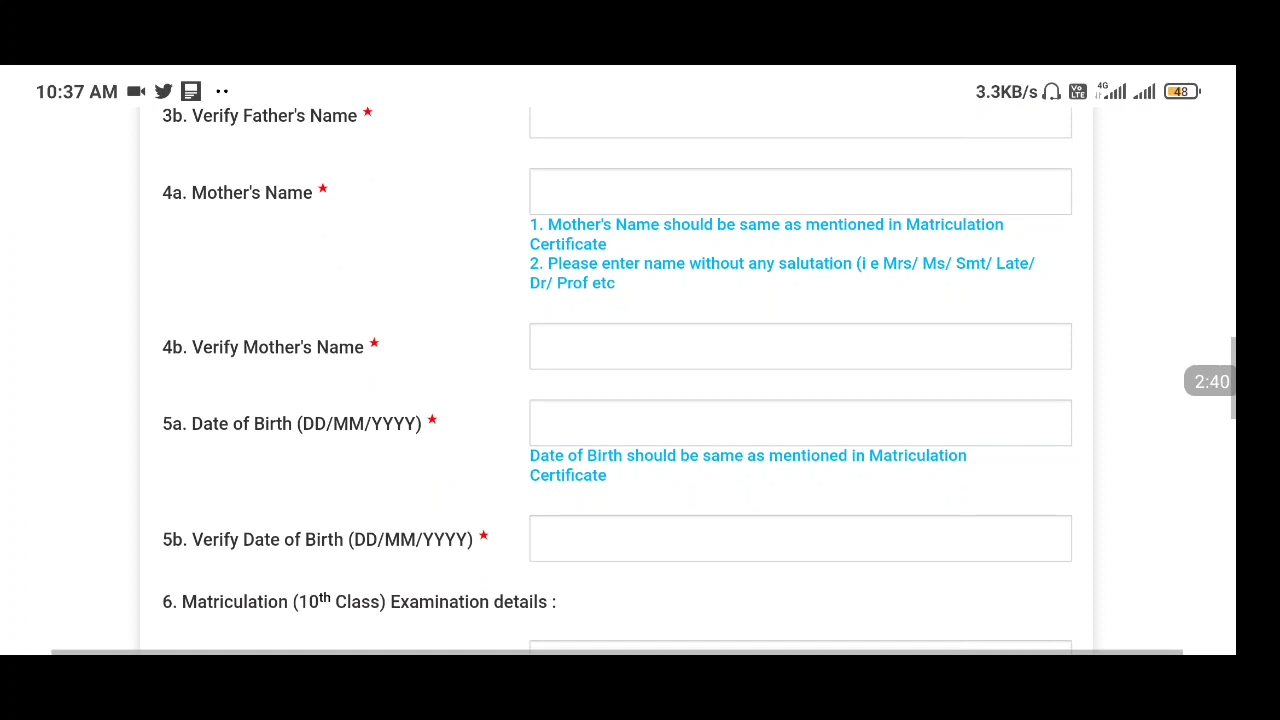 10:37 AM
3.3KB/s Vo LTE 4G 48
3b. Verify Father's Name *
4a. Mother's Name *
1. Mother's Name should be same as mentioned in Matriculation
Certificate
2. Please enter name without any salutation (i e Mrs/ Ms/ Smt/ Late/
Dr/ Prof etc
4b. Verify Mother's Name *
2:40
5a. Date of Birth (DD/MM/YYYY) *
Date of Birth should be same as mentioned in Matriculation
Certificate
5b. Verify Date of Birth (DD/MM/YYYY) *
6. Matriculation (10th Class) Examination details :